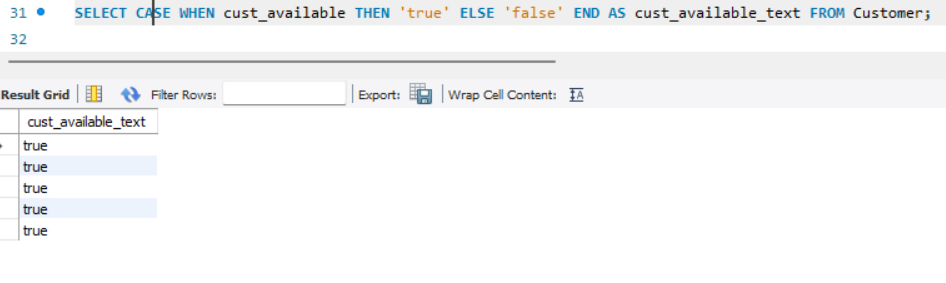 31 SELECT CASE WHEN cust_available THEN 'true' ELSE 'false' END AS cust_available_text FROM Customer;
32
Result Grid Filter Rows: Export: Wrap Cell Content: IA
cust_available_text
true
true
true
true
true